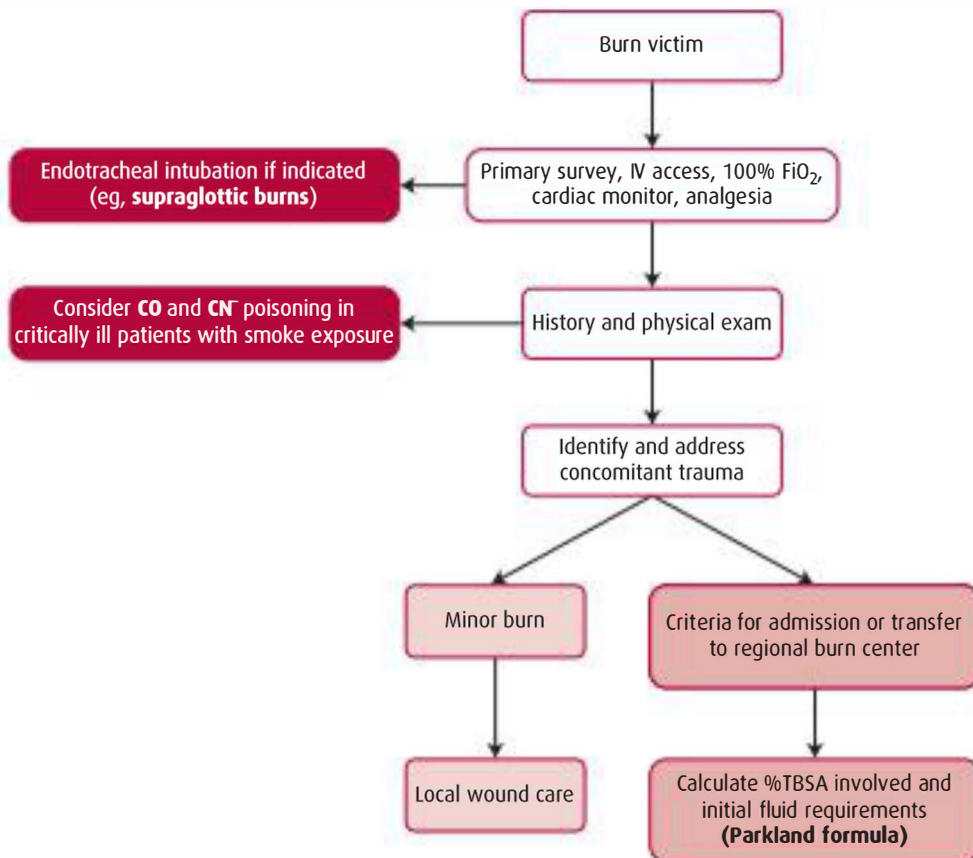 Burn victim
Endotracheal intubation if indicated
(eg, supraglottic burns)
Primary survey, IV access, 100% FiO₂,
cardiac monitor, analgesia
Consider CO and CN⁻ poisoning in
critically ill patients with smoke exposure
History and physical exam
Identify and address
concomitant trauma
Minor burn
Criteria for admission or transfer
to regional burn center
Local wound care
Calculate %TBSA involved and
initial fluid requirements
(Parkland formula)